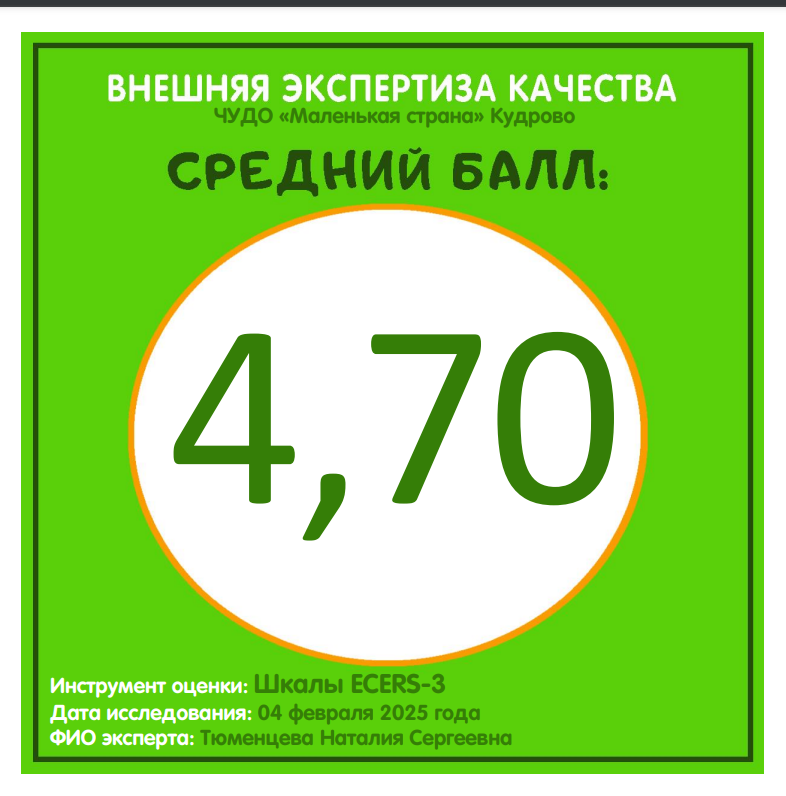 ВНЕШНЯЯ ЭКСПЕРТИЗА КАЧЕСТВА
ЧУДО «Маленькая страна» Кудрово
СРЕДНИЙ БАЛЛ:
4,70
Инструмент оценки: Шкалы ECERS-3
Дата исследования: 04 февраля 2025 года
ФИО эксперта: Тюменцева Наталия Сергеевна